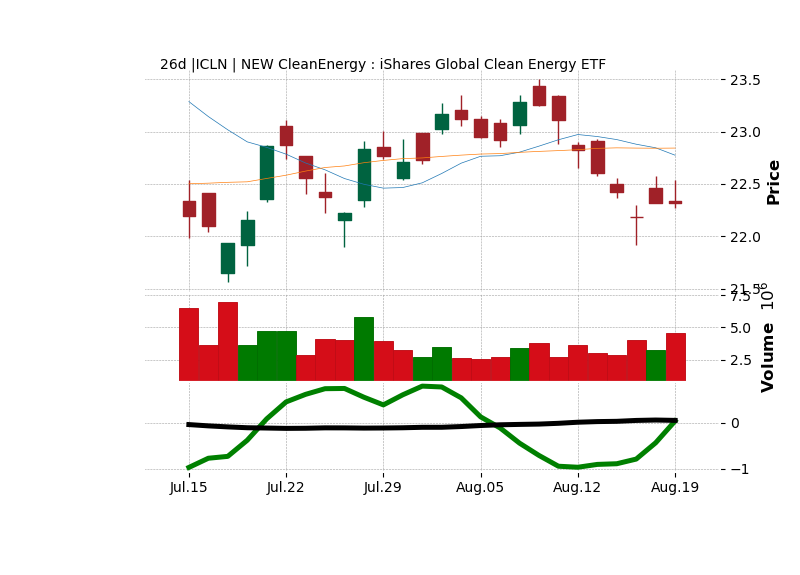 26d |ICLN | NEW CleanEnergy : iShares Global Clean Energy ETF
23.5
23.0
22.5
22.0
21.5
Price
7.5
5.0
2.5
Volume 10⁶
0
−1
Jul.15 Jul.22 Jul.29 Aug.05 Aug.12 Aug.19